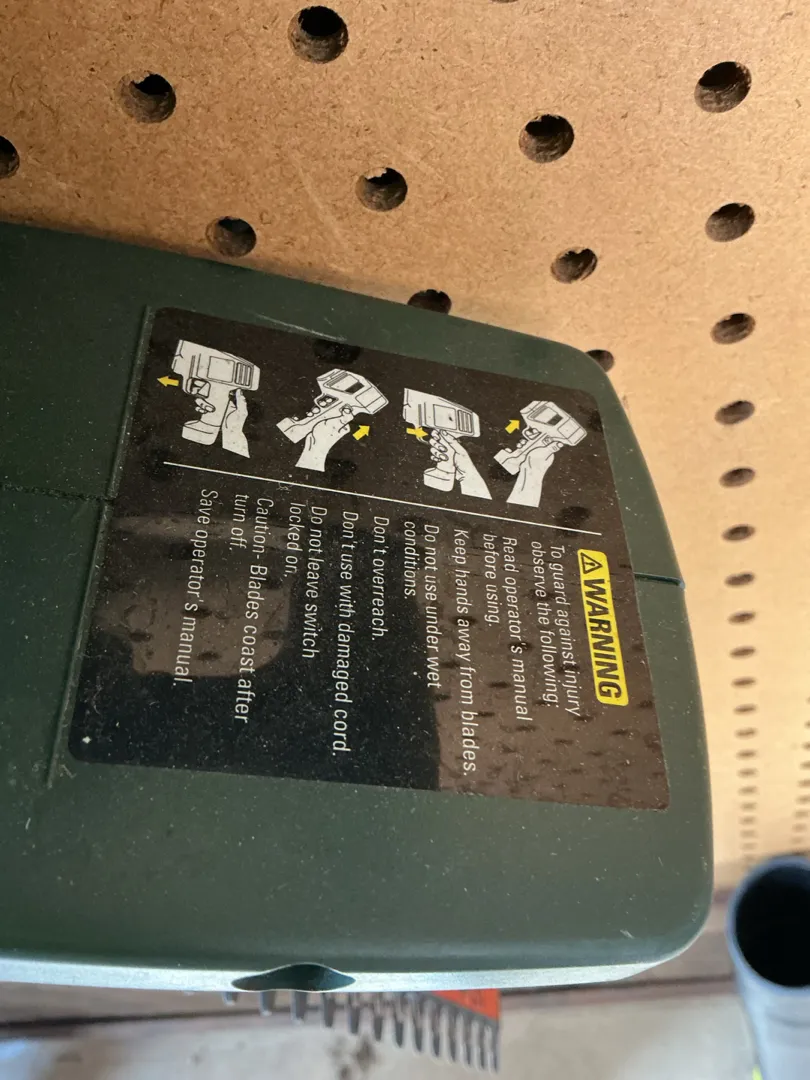 WARNING
To guard against injury
observe the following:
Read operator's manual
before using.
Keep hands away from blades.
Do not use under wet
conditions.
Don't overreach.
Don't use with damaged cord.
Do not leave switch
locked on.
Caution- Blades coast after
turn off.
Save operator's manual.